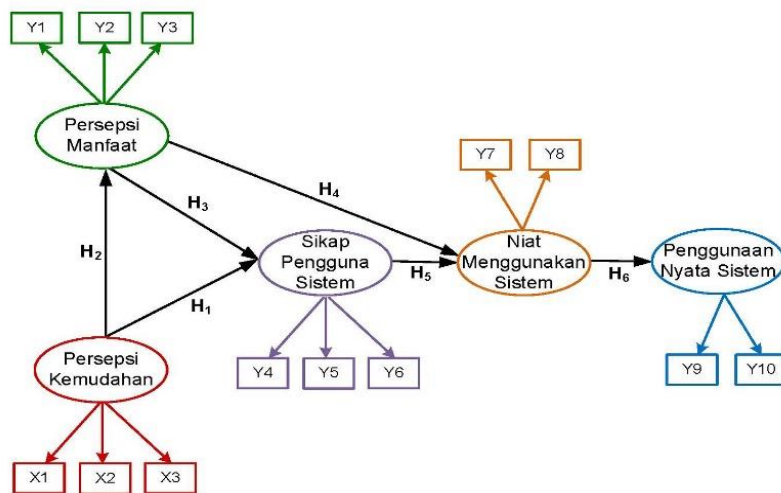 Y1 Y2 Y3
Persepsi
Manfaat
Y7 Y8
H4
H3
H2
Sikap
Pengguna
Sistem
H5
Niat
Menggunakan
Sistem
H6
Penggunaan
Nyata Sistem
H1
Persepsi
Kemudahan
Y4 Y5 Y6
Y9 Y10
X1 X2 X3